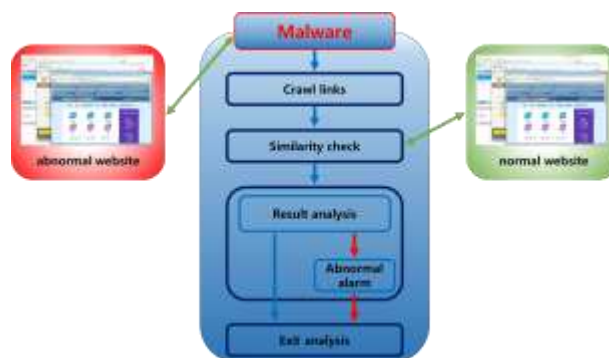 Malware
Crawl links
abnormal website
Similarity check
normal website
Result analysis
Abnormal
alarm
Exit analysis